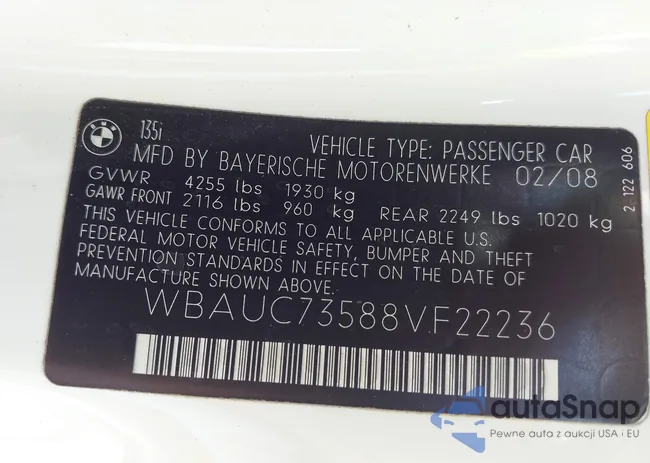 135i
VEHICLE TYPE: PASSENGER CAR
MFD BY BAYERISCHE MOTORENWERKE 02/08
GVWR 4255 lbs 1930 kg
GAWR FRONT 2116 lbs 960 kg REAR 2249 lbs 1020 kg
THIS VEHICLE CONFORMS TO ALL APPLICABLE U.S.
FEDERAL MOTOR VEHICLE SAFETY, BUMPER AND THEFT
PREVENTION STANDARDS IN EFFECT ON THE DATE OF
MANUFACTURE SHOWN ABOVE.
WBAUC73588VF22236
2 122 606
autoSnap
Pewne auta z aukcji USA i EU